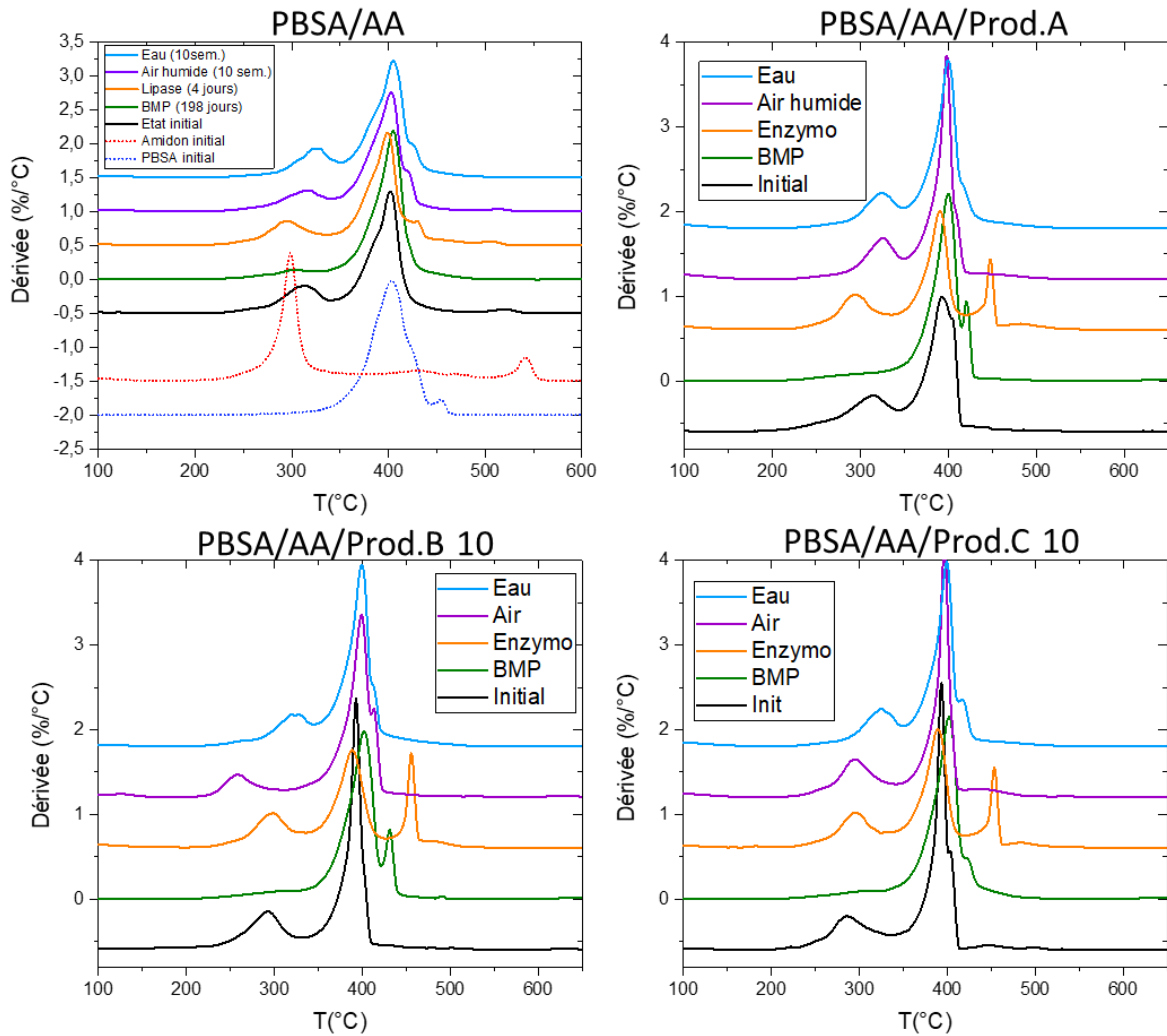 PBSA/AA
3,5
3,0
2,5
2,0
1,5
1,0
0,5
0,0
-0,5
-1,0
-1,5
-2,0
-2,5
Dérivée (%/°C)
Eau (10sem.)
Air humide (10 sem.)
Lipase (4 jours)
BMP (198 jours)
Etat initial
Amidon initial
PBSA initial
100 200 300 400 500 600
T(°C)
PBSA/AA/Prod.A
4
3
2
1
0
Dérivée (%/°C)
Eau
Air humide
Enzymo
BMP
Initial
100 200 300 400 500 600
T(°C)
PBSA/AA/Prod.B 10
4
3
2
1
0
Dérivée (%/°C)
Eau
Air
Enzymo
BMP
Initial
100 200 300 400 500 600
T(°C)
PBSA/AA/Prod.C 10
4
3
2
1
0
Dérivée (%/°C)
Eau
Air
Enzymo
BMP
Init
100 200 300 400 500 600
T(°C)